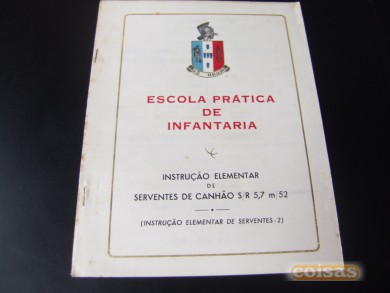 ESCOLA PRÁTICA
DE
INFANTARIA
INSTRUÇÃO ELEMENTAR
DE
SERVENTES DE CANHÃO S/R 5,7 m/52
(INSTRUÇÃO ELEMENTAR DE SERVENTES-2)
coisas